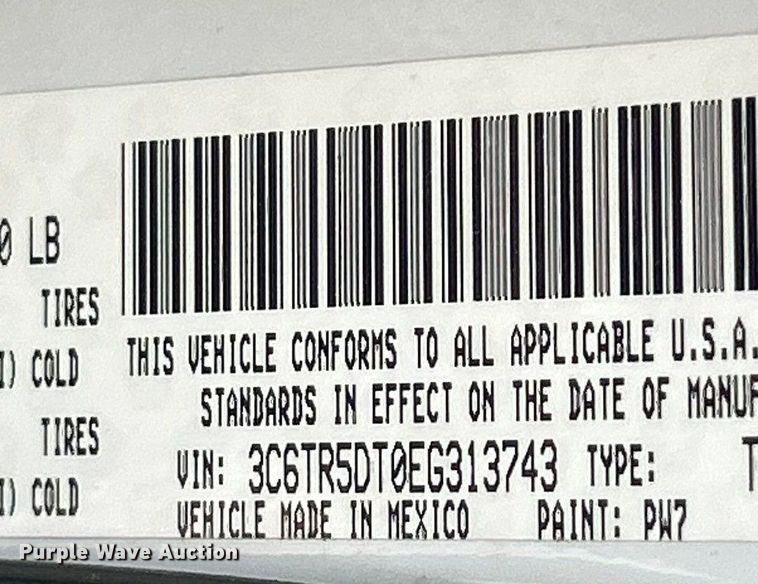 0 LB
TIRES
I) COLD
TIRES
I) COLD
THIS VEHICLE CONFORMS TO ALL APPLICABLE U.S.A.
STANDARDS IN EFFECT ON THE DATE OF MANUF
VIN: 3C6TR5DT0EG313743 TYPE: T
VEHICLE MADE IN MEXICO PAINT: PW7
Purple Wave Auction